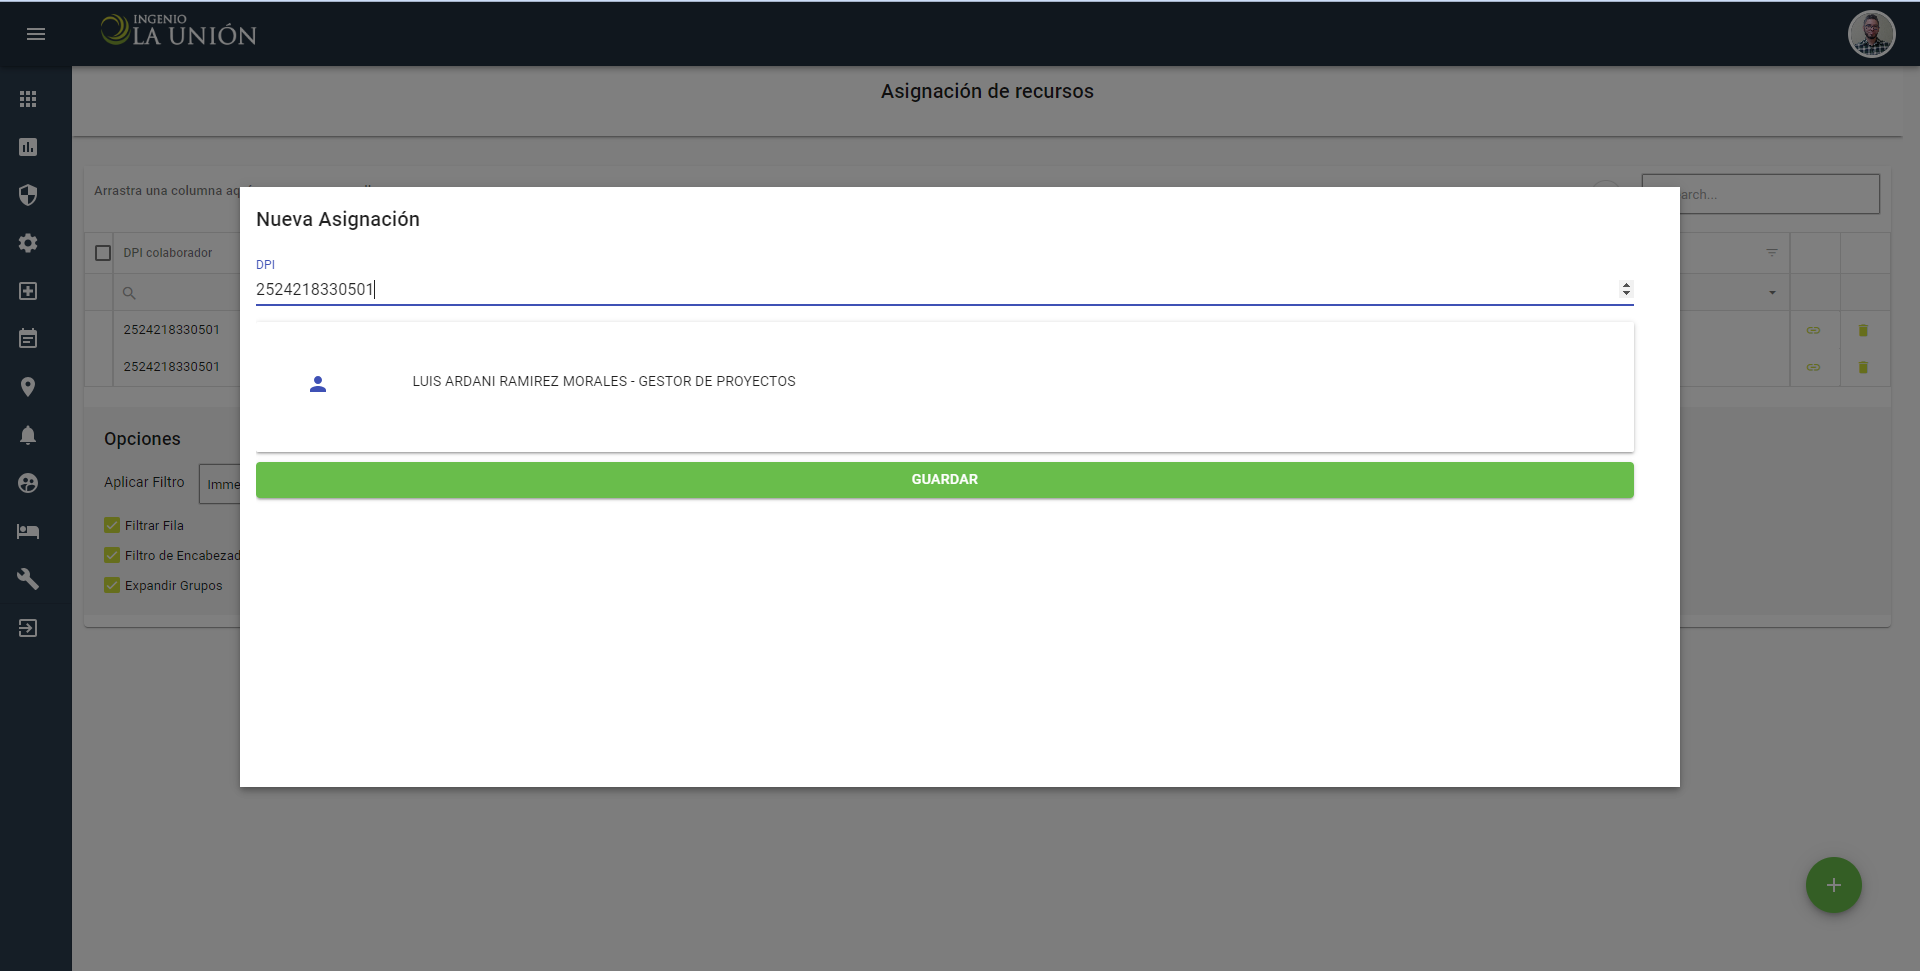 INGENIO
LA UNIÓN
Asignación de recursos
Arrastra una columna
arch...
Nueva Asignación
DPI
2524218330501
DPI colaborador
2524218330501
2524218330501
LUIS ARDANI RAMIREZ MORALES - GESTOR DE PROYECTOS
GUARDAR
Opciones
Aplicar Filtro
Imme
Filtrar Fila
Filtro de Encabezad
Expandir Grupos